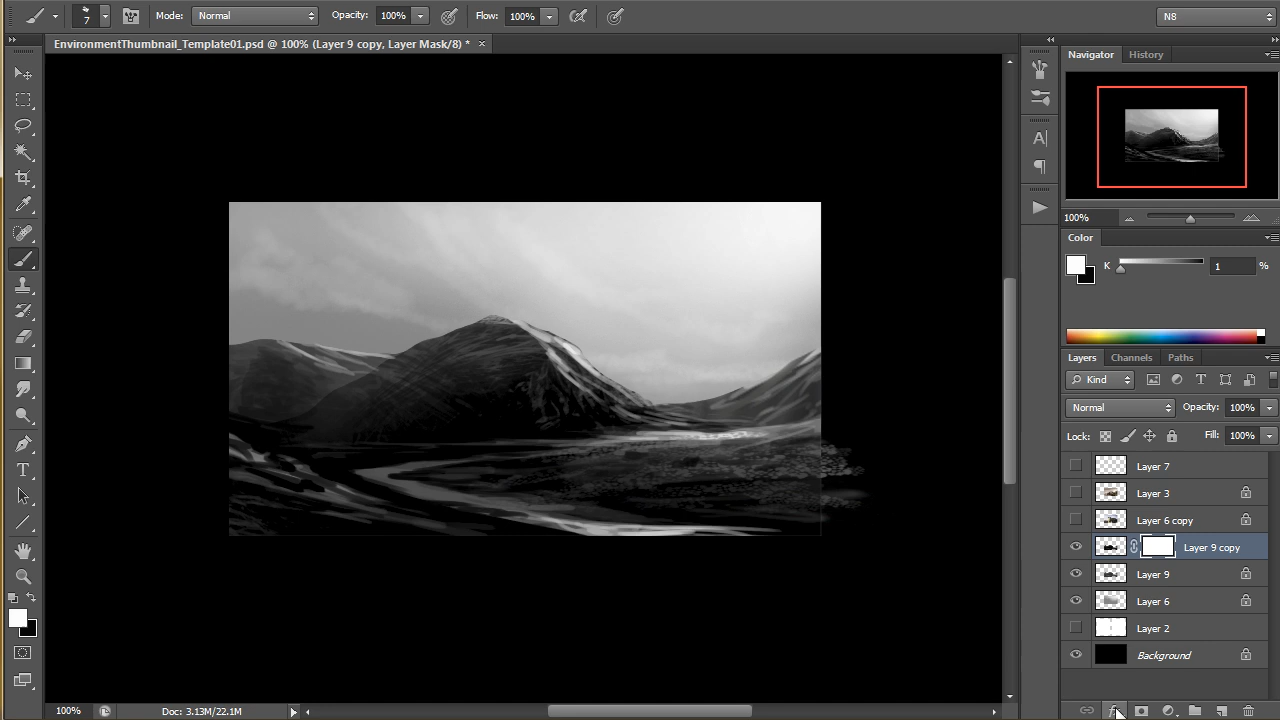 7
Mode:
Normal
Opacity:
100%
Flow:
100%
N8
EnvironmentThumbnail_Template01.psd @ 100% (Layer 9 copy, Layer Mask/8) *
Navigator
History
100%
Color
K
1
%
Layers
Channels
Paths
Kind
Normal
Opacity:
100%
Lock:
Fill:
100%
Layer 7
Layer 3
Layer 6 copy
Layer 9 copy
Layer 9
Layer 6
Layer 2
Background
100%
Doc: 3.13M/22.1M